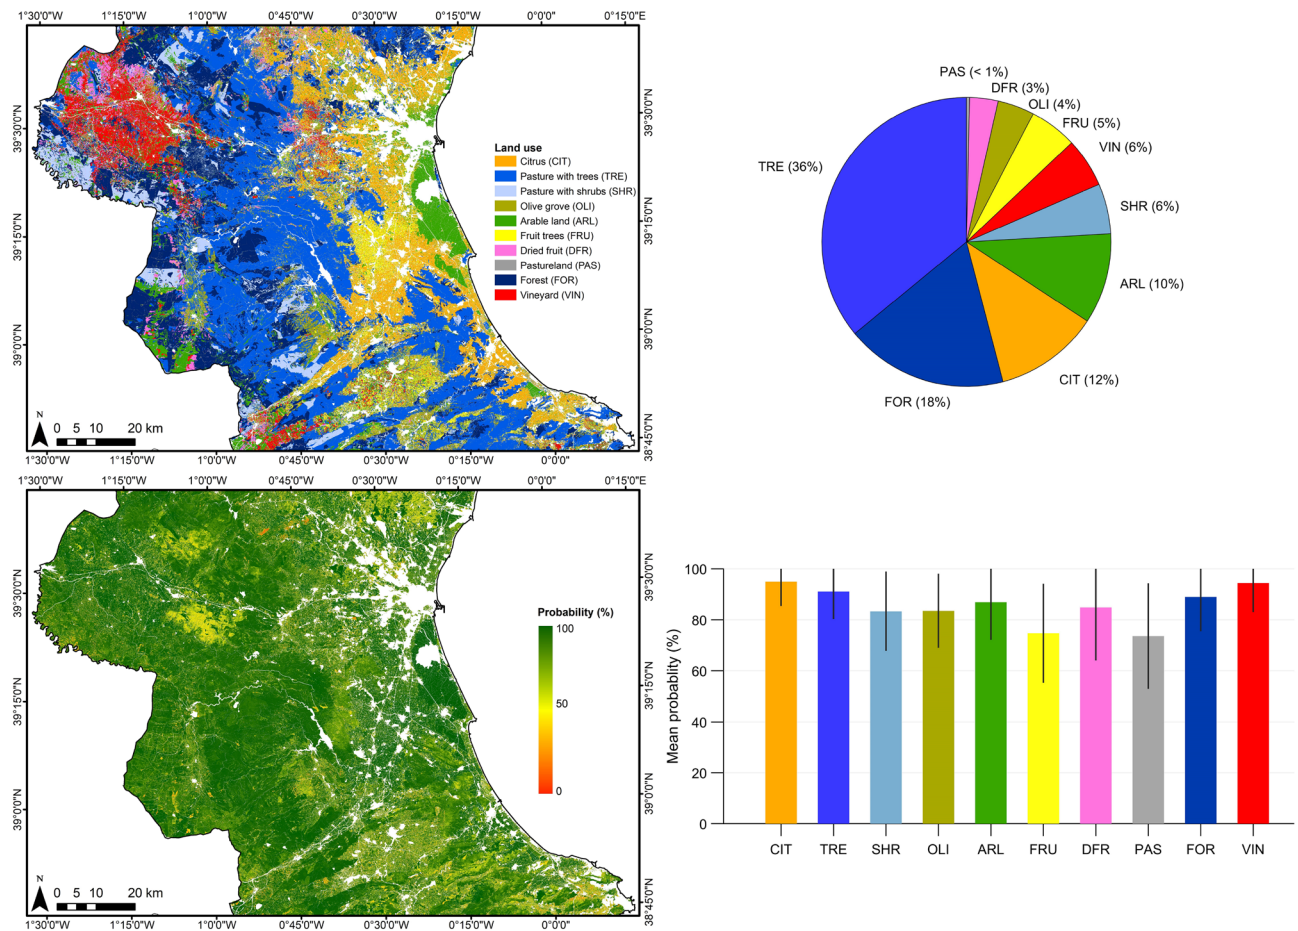 1°30'0"W 1°15'0"W 1°00'0"W 0°45'0"W 0°30'0"W 0°15'0"W 0°0'0" 0°15'0"E
39°30'0"N
39°15'0"N
39°0'0"N
39°30'0"N
39°15'0"N
39°0'0"N
38°45'0"N
Land use
Citrus (CIT)
Pasture with trees (TRE)
Pasture with shrubs (SHR)
Olive grove (OLI)
Arable land (ARL)
Fruit trees (FRU)
Dried fruit (DFR)
Pastureland (PAS)
Forest (FOR)
Vineyard (VIN)
N
0 5 10 20 km
1°30'0"W 1°15'0"W 1°00'0"W 0°45'0"W 0°30'0"W 0°15'0"W 0°0'0"
PAS (< 1%)
DFR (3%)
OLI (4%)
FRU (5%)
VIN (6%)
TRE (36%)
SHR (6%)
ARL (10%)
CIT (12%)
FOR (18%)
1°30'0"W 1°15'0"W 1°00'0"W 0°45'0"W 0°30'0"W 0°15'0"W 0°0'0" 0°15'0"E
39°30'0"N
39°15'0"N
39°0'0"N
39°30'0"N
39°15'0"N
39°0'0"N
38°45'0"N
Probability (%)
100
50
0
N
0 5 10 20 km
1°30'0"W 1°15'0"W 1°00'0"W 0°45'0"W 0°30'0"W 0°15'0"W 0°0'0"
Mean probablity (%)
100
80
60
40
20
0
CIT TRE SHR OLI ARL FRU DFR PAS FOR VIN